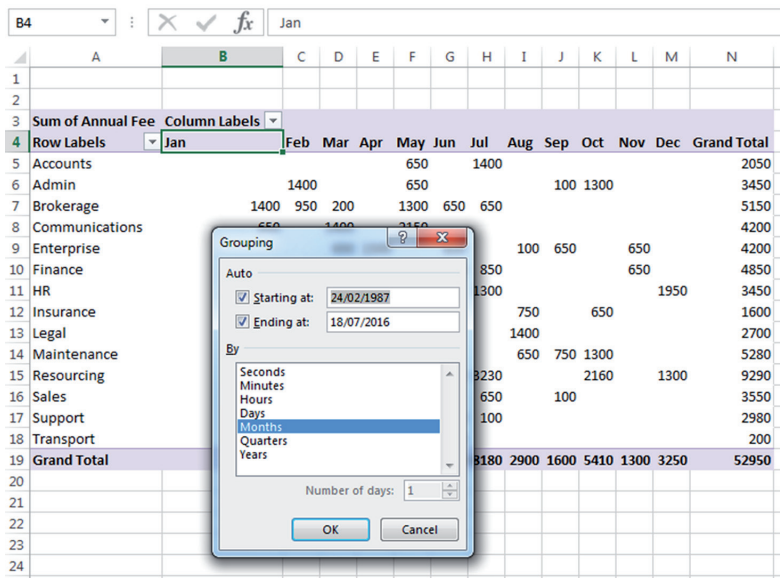 B4 fx Jan
A B C D E F G H I J K L M N
1
2
3 Sum of Annual Fee Column Labels
4 Row Labels Jan Feb Mar Apr May Jun Jul Aug Sep Oct Nov Dec Grand Total
5 Accounts 650 1400 2050
6 Admin 1400 650 100 1300 3450
7 Brokerage 1400 950 200 1300 650 650 5150
8 Communications 650 1400 2150 4200
9 Enterprise 100 650 650 4200
10 Finance 850 650 4850
11 HR 1300 1950 3450
12 Insurance 750 650 1600
13 Legal 1400 2700
14 Maintenance 650 750 1300 5280
15 Resourcing 3230 2160 1300 9290
16 Sales 650 100 3550
17 Support 100 2980
18 Transport 200
19 Grand Total 8180 2900 1600 5410 1300 3250 52950
20
21
22
23
24
Grouping
Auto
Starting at: 24/02/1987
Ending at: 18/07/2016
By
Seconds
Minutes
Hours
Days
Months
Quarters
Years
Number of days: 1
OK Cancel